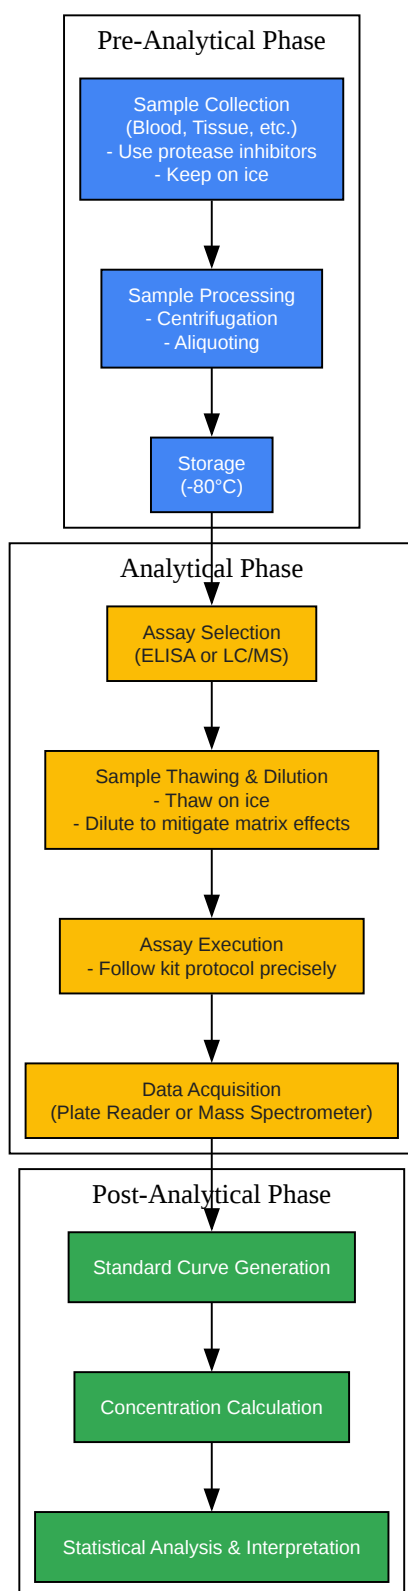 Pre-Analytical Phase
Sample Collection
(Blood, Tissue, etc.)
- Use protease inhibitors
- Keep on ice
Sample Processing
- Centrifugation
- Aliquoting
Storage
(-80°C)
Analytical Phase
Assay Selection
(ELISA or LC/MS)
Sample Thawing & Dilution
- Thaw on ice
- Dilute to mitigate matrix effects
Assay Execution
- Follow kit protocol precisely
Data Acquisition
(Plate Reader or Mass Spectrometer)
Post-Analytical Phase
Standard Curve Generation
Concentration Calculation
Statistical Analysis & Interpretation